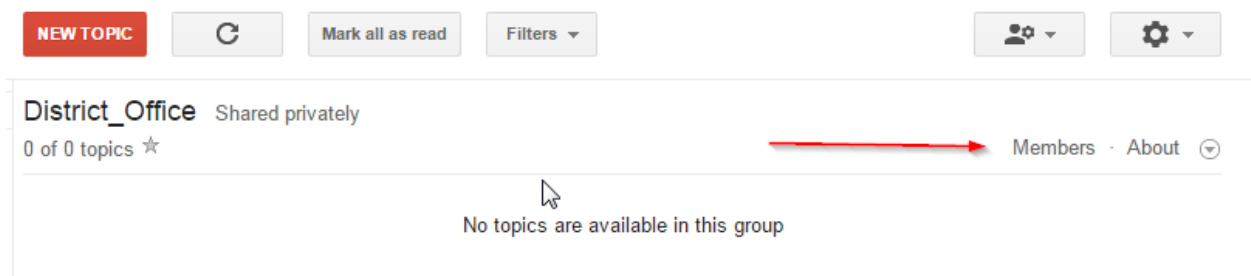 NEW TOPIC Mark all as read Filters
District_Office Shared privately
0 of 0 topics Members · About
No topics are available in this group